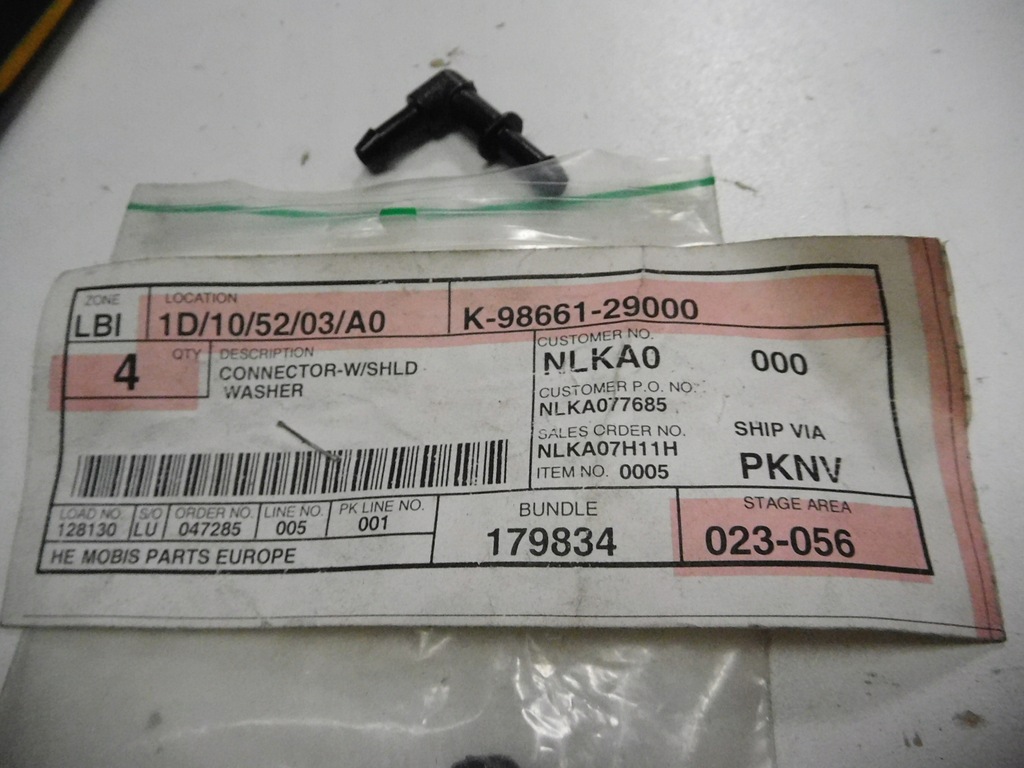 ZONE LOCATION
LBI 1D/10/52/03/A0 K-98661-29000
4 QTY DESCRIPTION
CONNECTOR-W/SHLD
WASHER
CUSTOMER NO.
NLKA0 000
CUSTOMER P.O. NO.
NLKA077685
SALES ORDER NO. SHIP VIA
NLKA07H11H
ITEM NO. 0005 PKNV
LOAD NO. S/O ORDER NO. LINE NO. PK LINE NO.
128130 LU 047285 005 001
HE MOBIS PARTS EUROPE
BUNDLE
179834
STAGE AREA
023-056